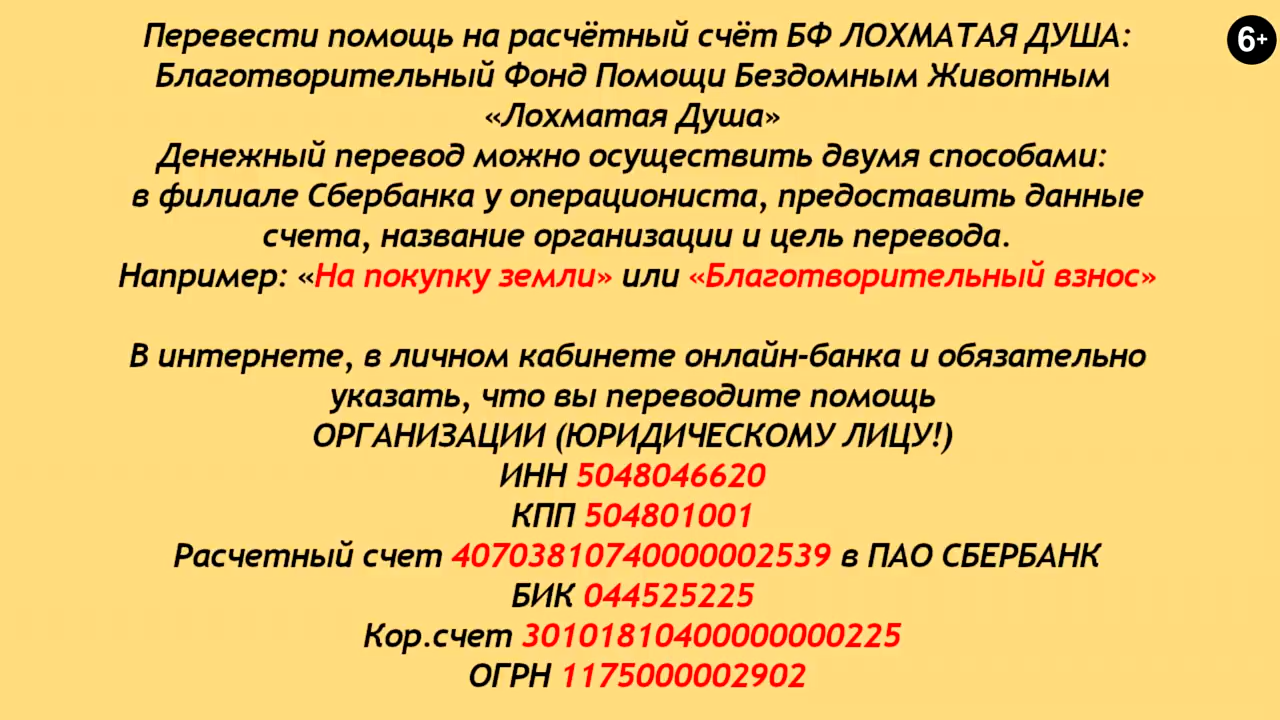 Перевести помощь на расчётный счёт БФ ЛОХМАТАЯ ДУША:
6+
Благотворительный Фонд Помощи Бездомным Животным
«Лохматая Душа»
Денежный перевод можно осуществить двумя способами:
в филиале Сбербанка у операциониста, предоставить данные
счета, название организации и цель перевода.
Например: «На покупку земли» или «Благотворительный взнос»
В интернете, в личном кабинете онлайн-банка и обязательно
указать, что вы переводите помощь
ОРГАНИЗАЦИИ (ЮРИДИЧЕСКОМУ ЛИЦУ!)
ИНН 5048046620
КПП 504801001
Расчетный счет 40703810740000002539 в ПАО СБЕРБАНК
БИК 044525225
Кор.счет 30101810400000000225
ОГРН 1175000002902